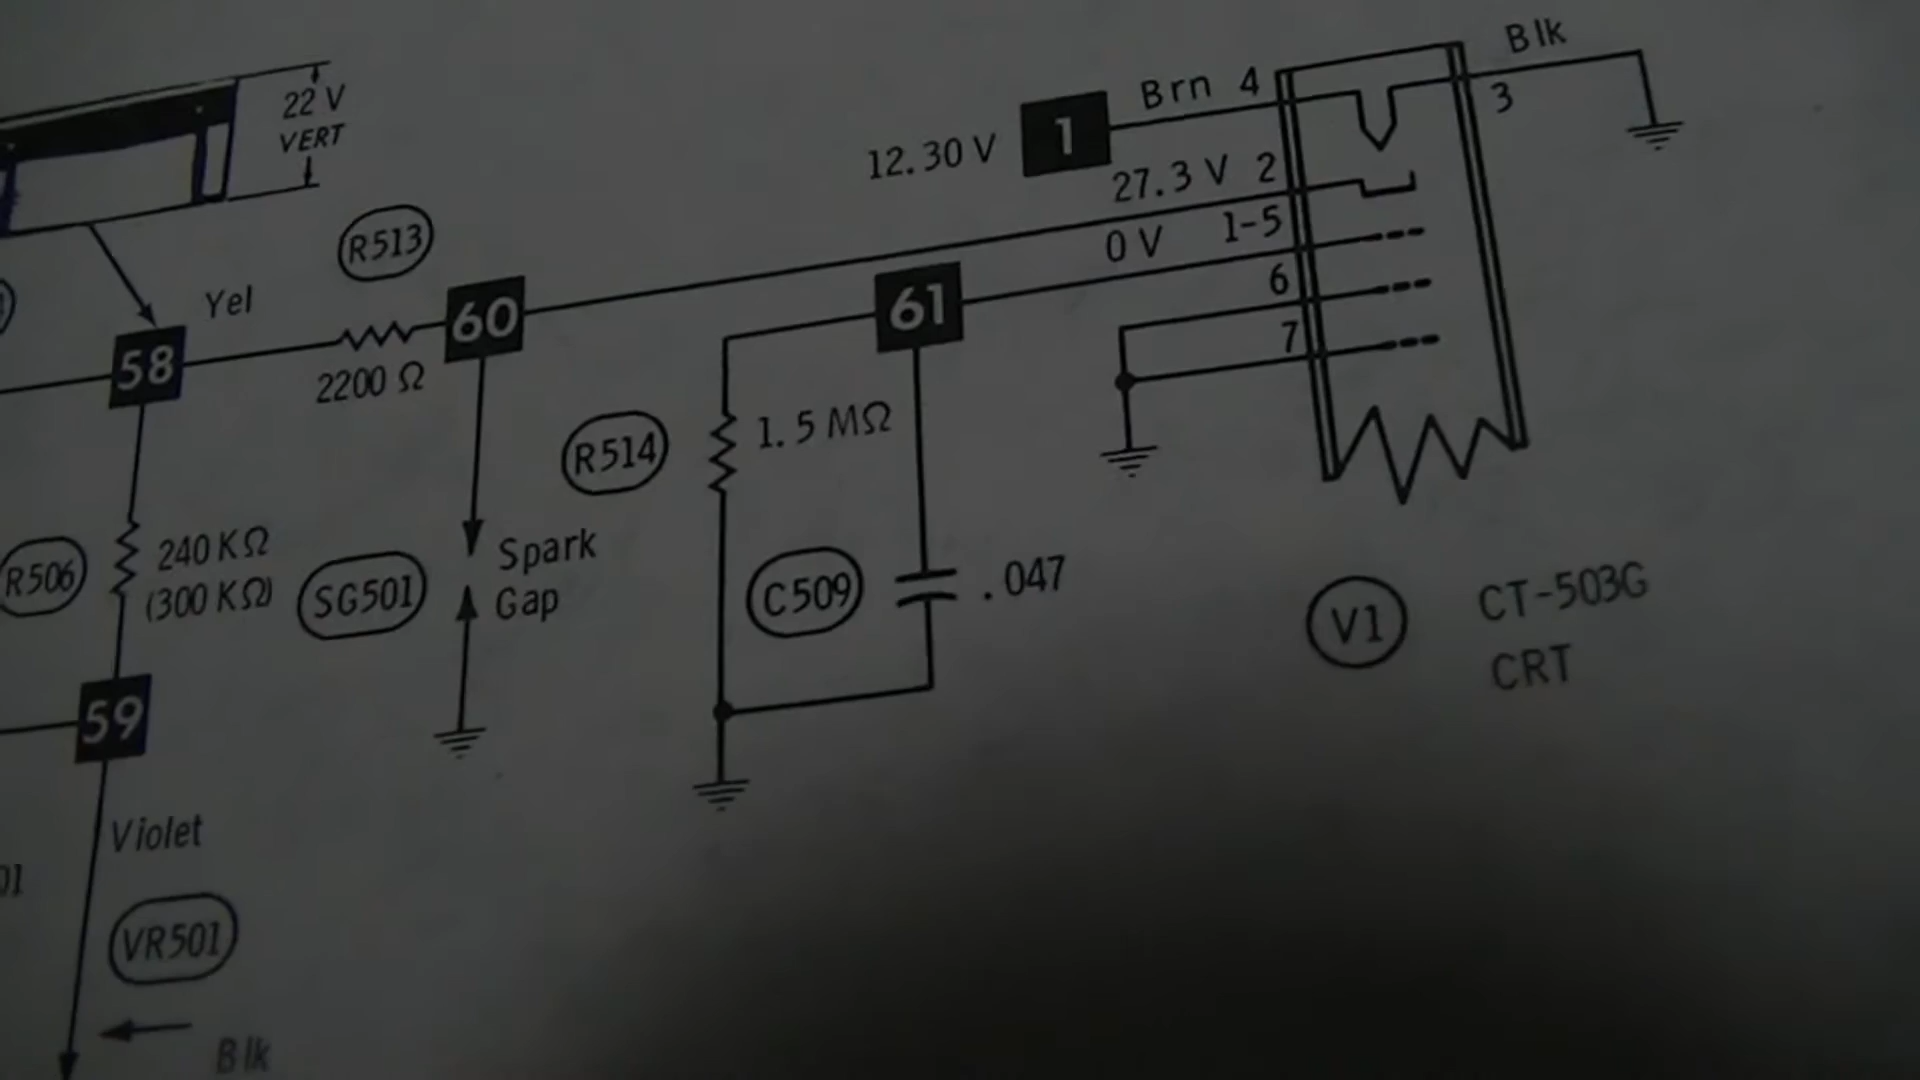 22 V
VERT
Blk
Brn 4
3
12.30 V
1
27.3 V 2
0 V 1-5
6
7
R513
Yel
58
2200 Ω
60
61
R514
1.5 MΩ
R506
240 KΩ
(300 KΩ)
SG501
Spark
Gap
C509
.047
V1
CT-503G
CRT
59
Violet
01
VR501
Blk